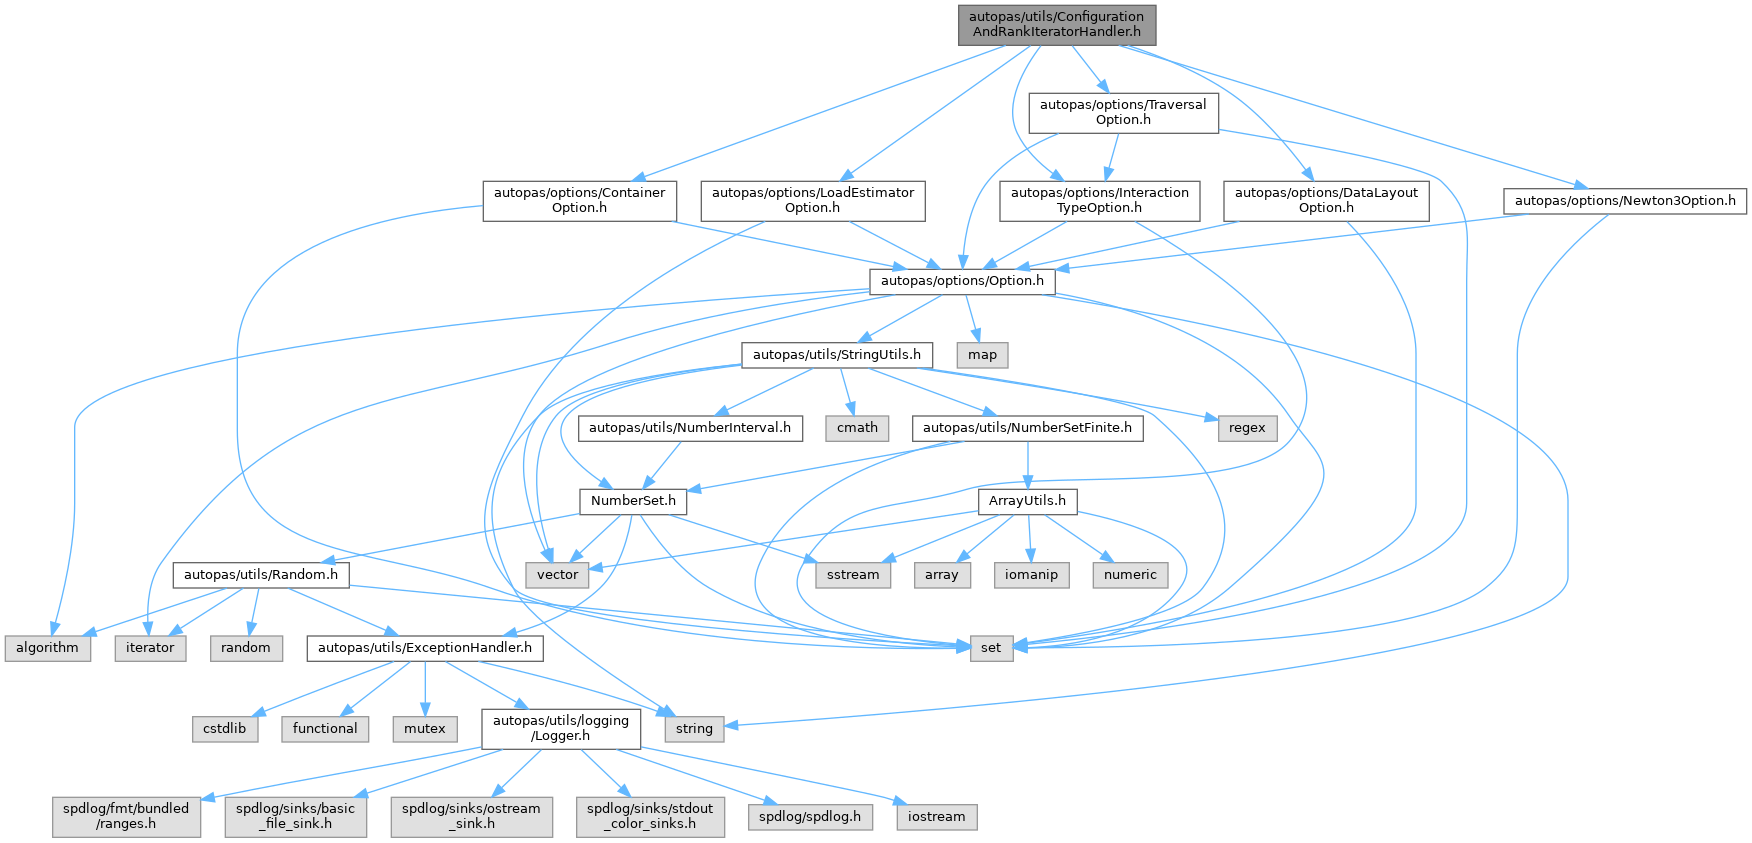 autopas/utils/Configuration
AndRankIteratorHandler.h
autopas/options/Traversal
Option.h
autopas/options/Container
Option.h
autopas/options/LoadEstimator
Option.h
autopas/options/Interaction
TypeOption.h
autopas/options/DataLayout
Option.h
autopas/options/Newton3Option.h
autopas/options/Option.h
autopas/utils/StringUtils.h
map
autopas/utils/NumberInterval.h
cmath
autopas/utils/NumberSetFinite.h
regex
NumberSet.h
ArrayUtils.h
autopas/utils/Random.h
vector
sstream
array
iomanip
numeric
algorithm
iterator
random
autopas/utils/ExceptionHandler.h
set
cstdlib
functional
mutex
autopas/utils/logging
/Logger.h
string
spdlog/fmt/bundled
/ranges.h
spdlog/sinks/basic
_file_sink.h
spdlog/sinks/ostream
_sink.h
spdlog/sinks/stdout
_color_sinks.h
spdlog/spdlog.h
iostream